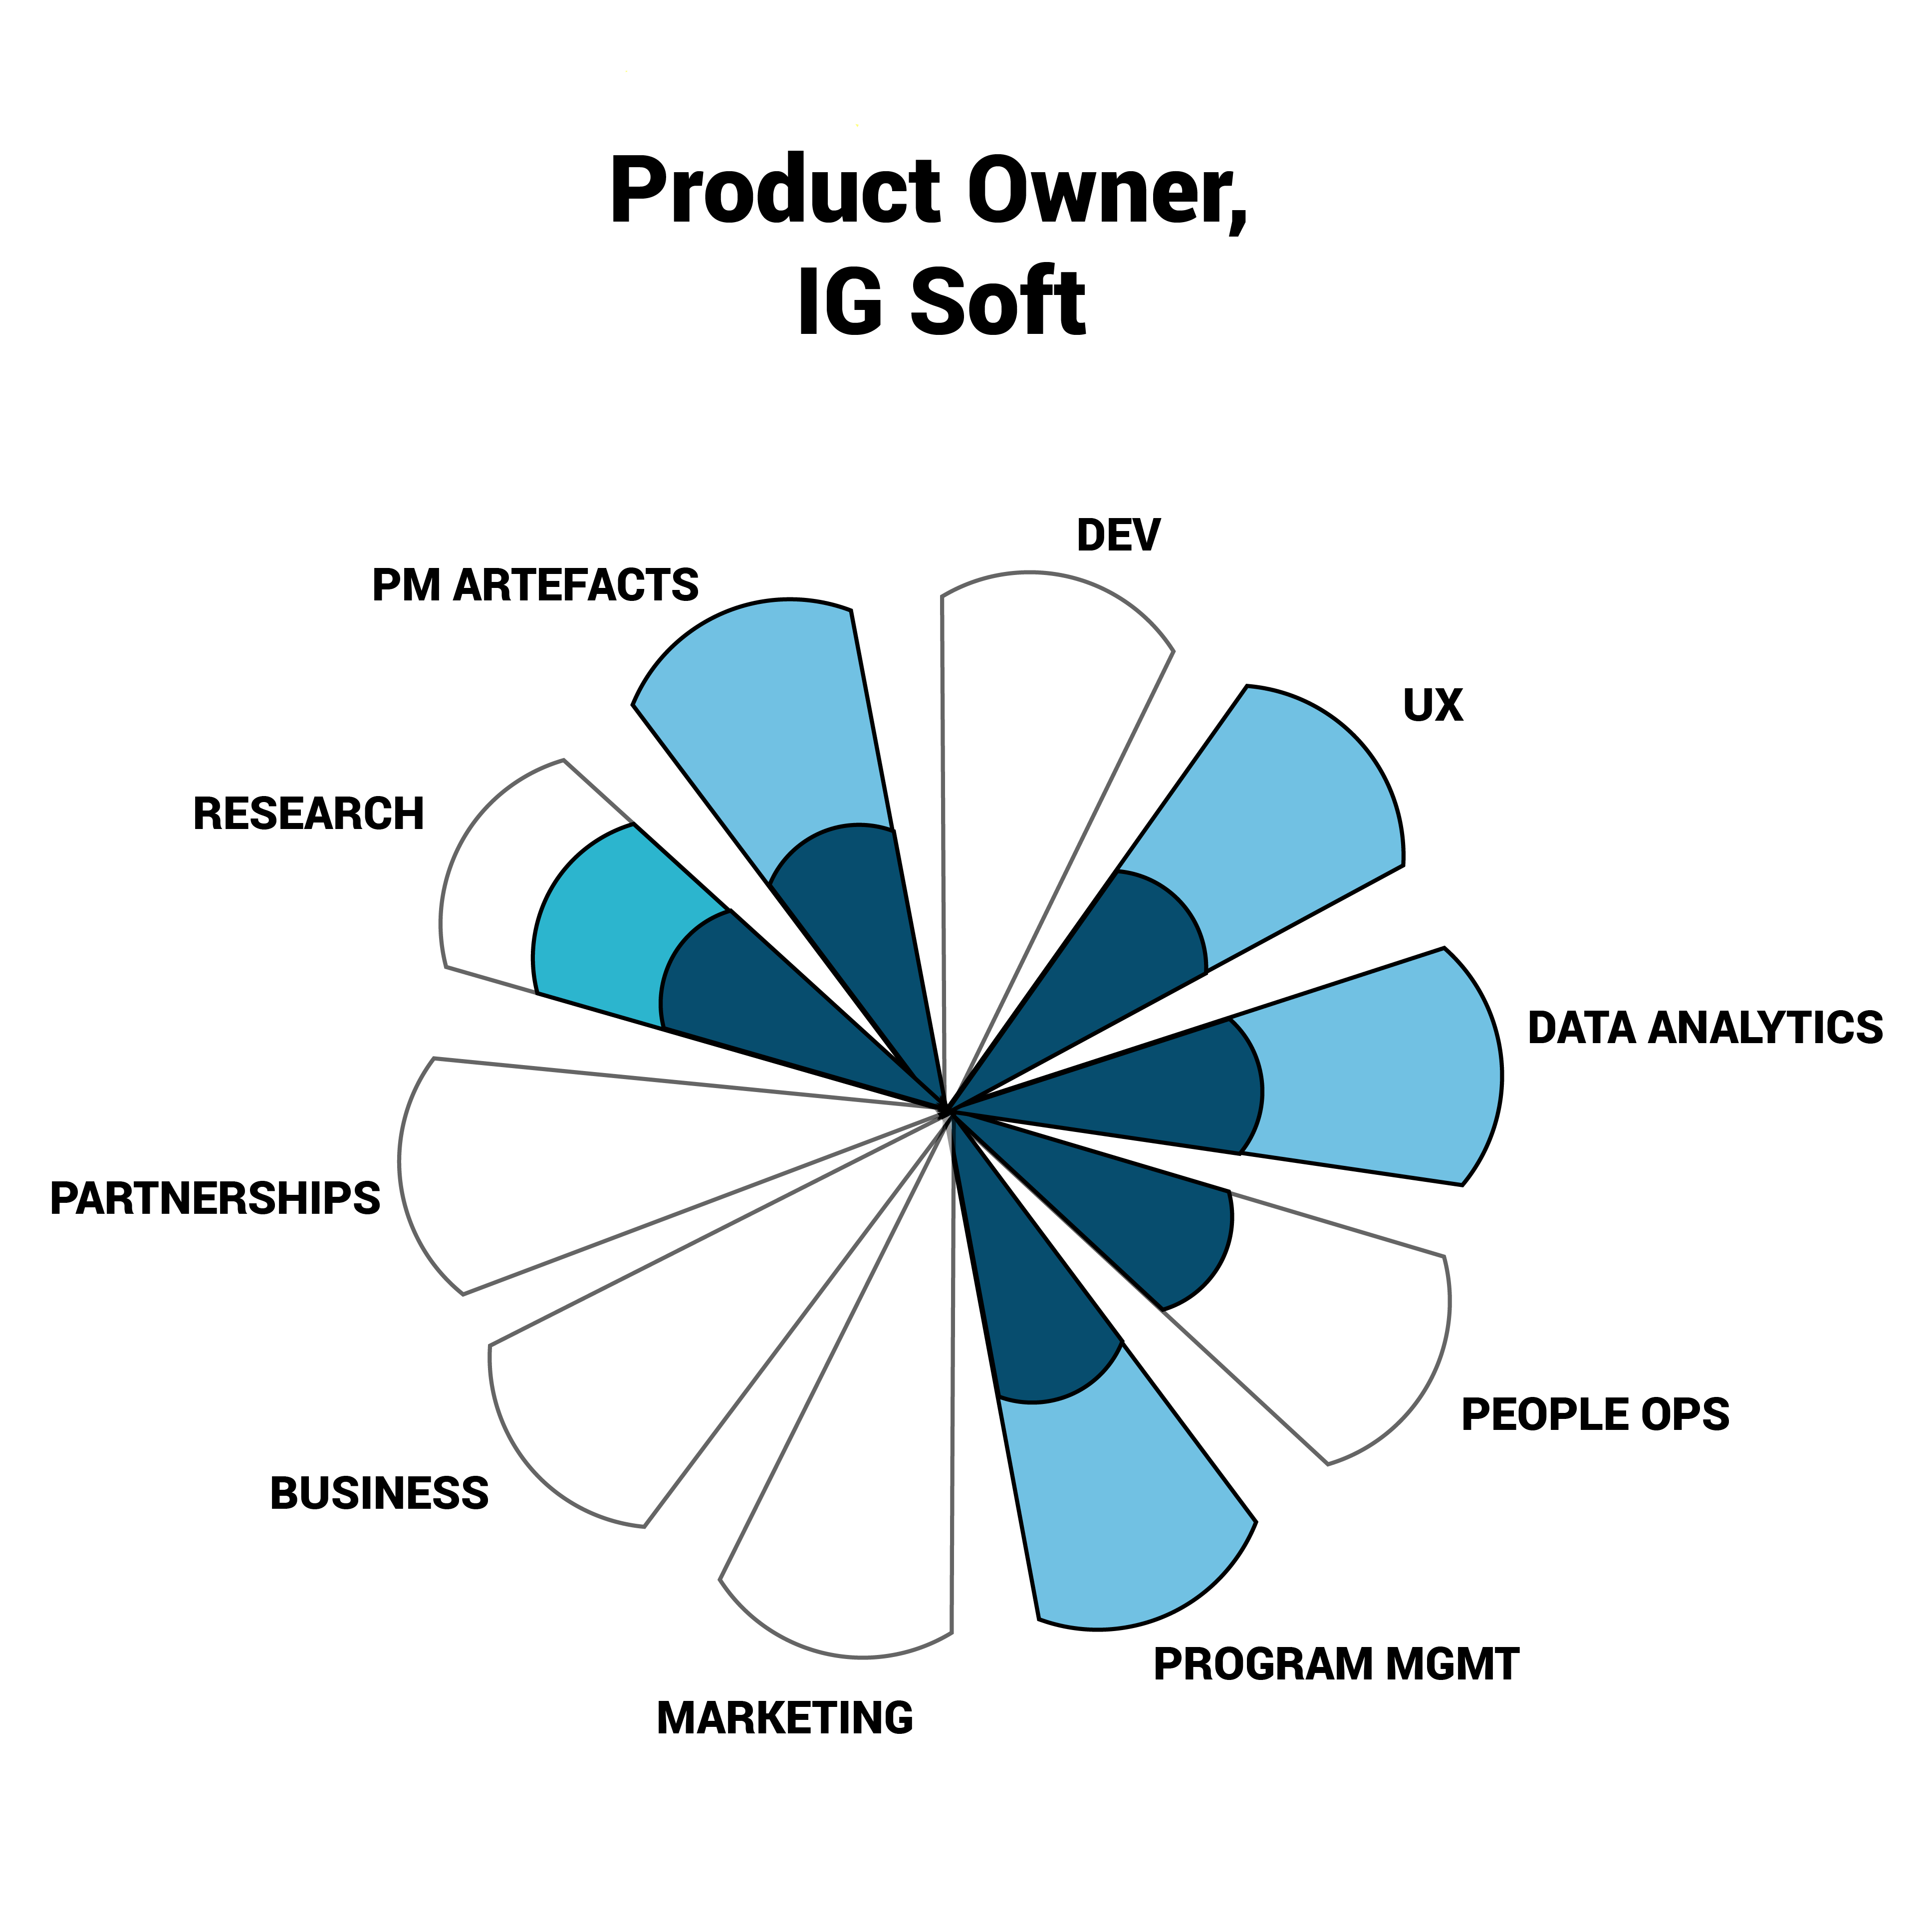 Product Owner,
IG Soft
DEV
PM ARTEFACTS
UX
RESEARCH
DATA ANALYTICS
PARTNERSHIPS
PEOPLE OPS
BUSINESS
PROGRAM MGMT
MARKETING